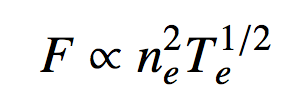 F ∝ n_e^2 T_e^{1/2}